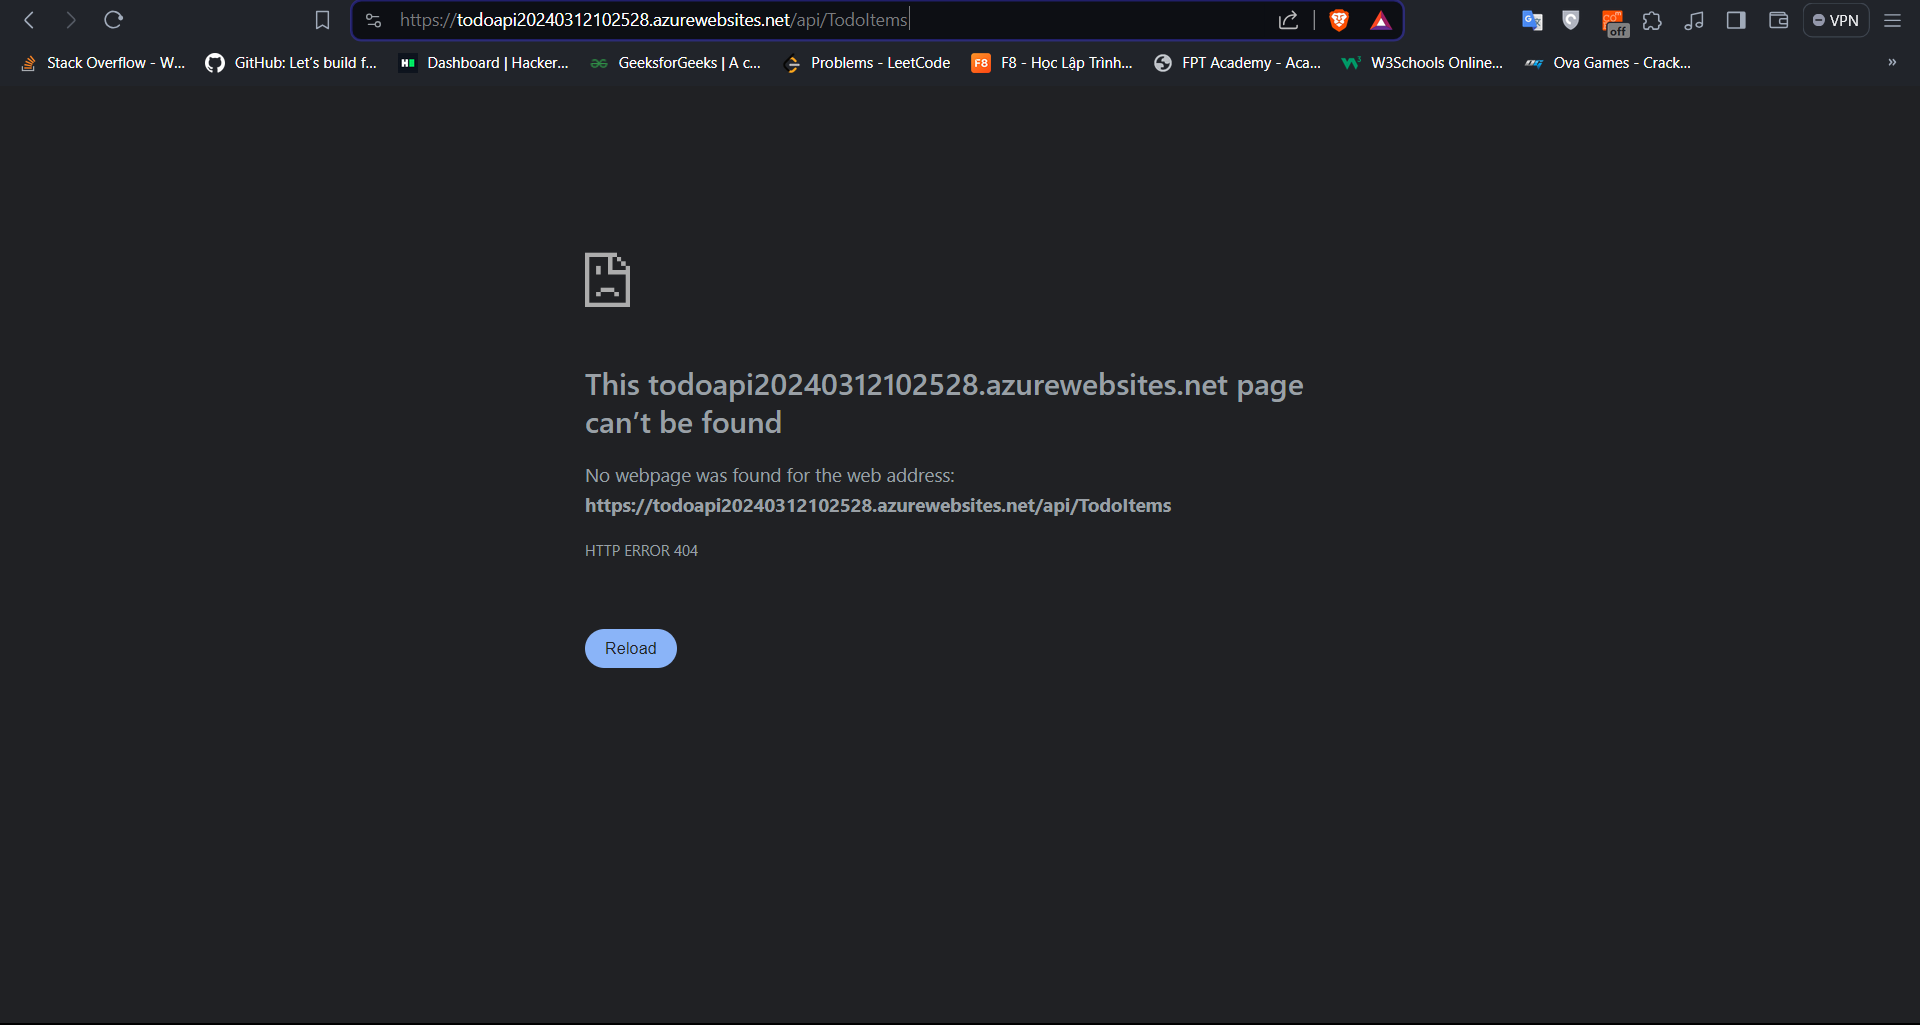 https://todoapi20240312102528.azurewebsites.net/api/TodoItems
off
VPN
Stack Overflow - W... GitHub: Let's build f... Dashboard | Hacker... GeeksforGeeks | A c... Problems - LeetCode F8 F8 - Học Lập Trình... FPT Academy - Aca... W3Schools Online... Ova Games - Crack... »
This todoapi20240312102528.azurewebsites.net page
can't be found
No webpage was found for the web address:
https://todoapi20240312102528.azurewebsites.net/api/TodoItems
HTTP ERROR 404
Reload